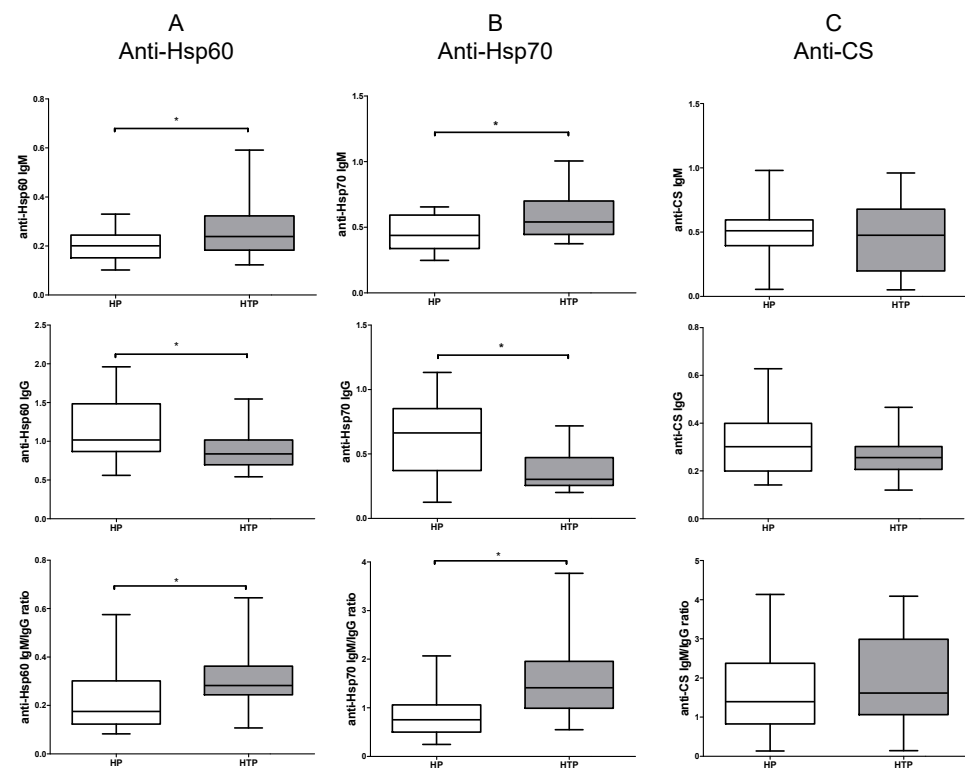 A
Anti-Hsp60
B
Anti-Hsp70
C
Anti-CS
anti-Hsp60 IgM
0.8
0.6
0.4
0.2
0.0
*
HP
HTP
anti-Hsp70 IgM
1.5
1.0
0.5
0.0
*
HP
HTP
anti-CS IgM
1.5
1.0
0.5
0.0
HP
HTP
anti-Hsp60 IgG
2.5
2.0
1.5
1.0
0.5
0.0
*
HP
HTP
anti-Hsp70 IgG
1.5
1.0
0.5
0.0
*
HP
HTP
anti-CS IgG
0.8
0.6
0.4
0.2
0.0
HP
HTP
anti-Hsp60 IgM/IgG ratio
0.8
0.6
0.4
0.2
0.0
*
HP
HTP
anti-Hsp70 IgM/IgG ratio
4
3
2
1
0
*
HP
HTP
anti-CS IgM/IgG ratio
5
4
3
2
1
0
HP
HTP